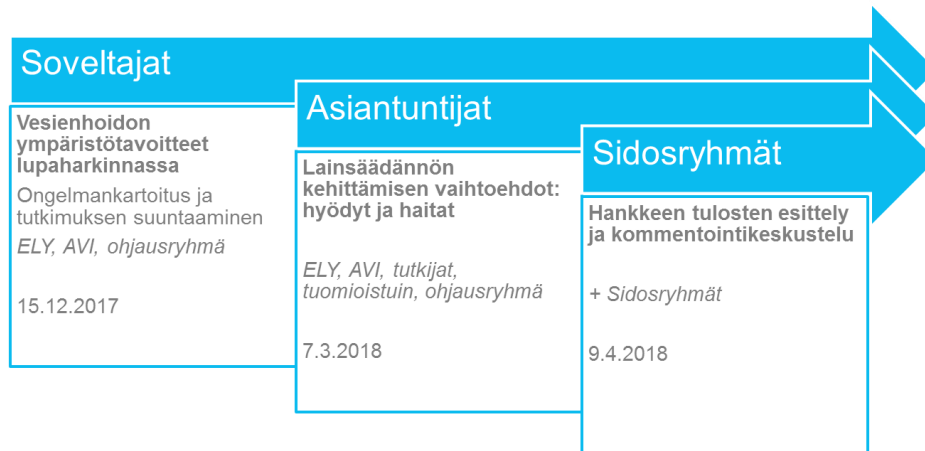 Soveltajat
Vesienhoidon
ympäristötavoitteet
lupaharkinnassa
Ongelmankartoitus ja
tutkimuksen suuntaaminen
ELY, AVI, ohjausryhmä
15.12.2017
Asiantuntijat
Lainsäädännön
kehittämisen vaihtoehdot:
hyödyt ja haitat
ELY, AVI, tutkijat,
tuomioistuin, ohjausryhmä
7.3.2018
Sidosryhmät
Hankkeen tulosten esittely
ja kommentointikeskustelu
+ Sidosryhmät
9.4.2018